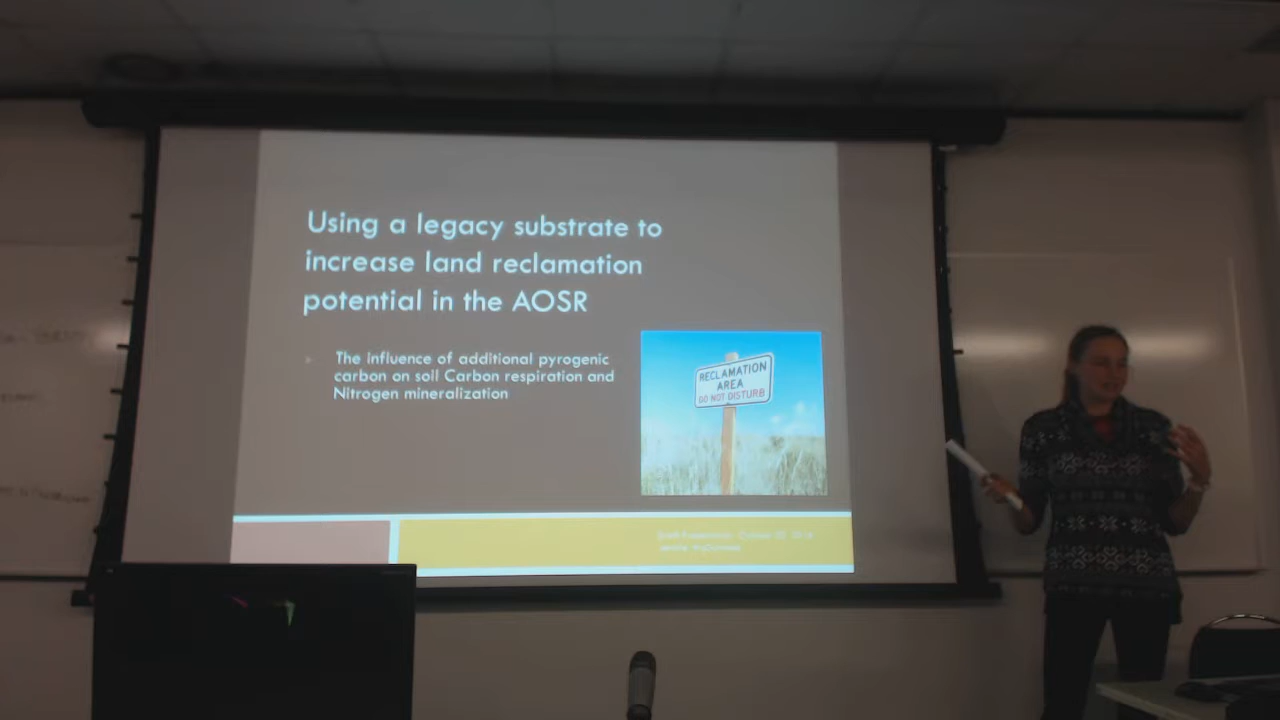 Using a legacy substrate to
increase land reclamation
potential in the AOSR
The influence of additional pyrogenic
carbon on soil Carbon respiration and
Nitrogen mineralization
RECLAMATION
AREA
DO NOT DISTURB